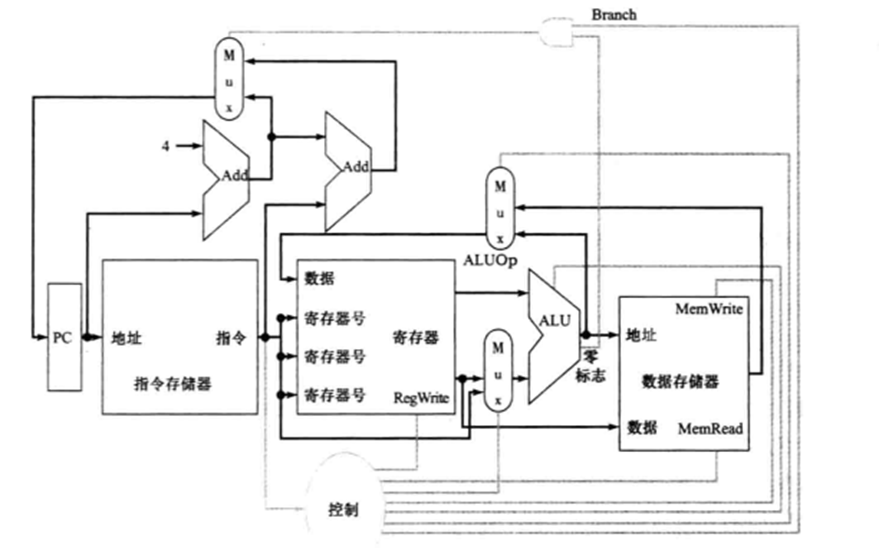 Branch
M
u
x
4
Add
Add
M
u
x
ALUOp
数据
PC
地址
指令
指令存储器
寄存器号
寄存器号
寄存器号
寄存器
RegWrite
M
u
x
ALU
零
标志
MemWrite
地址
数据存储器
数据
MemRead
控制